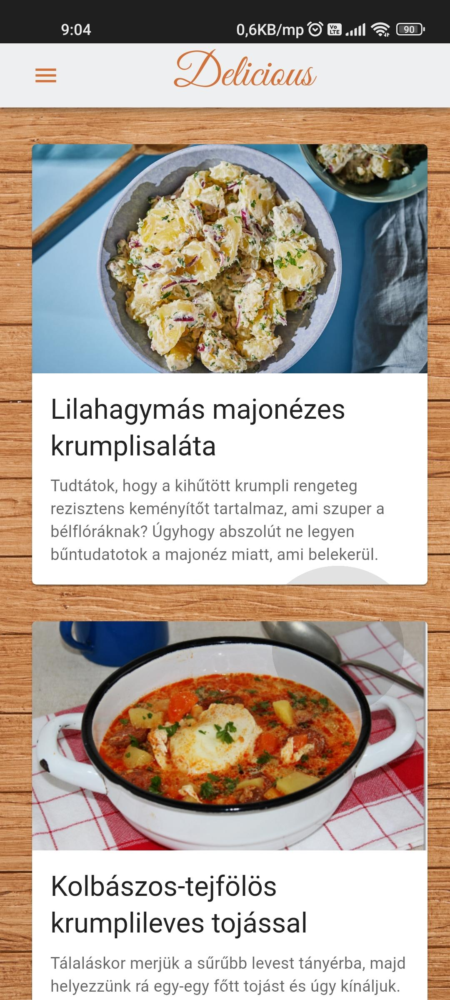 9:04
0,6KB/mp
Vo
LTE
90
Delicious
Lilahagymás majonézes
krumplisaláta
Tudtátok, hogy a kihűtött krumpli rengeteg
rezisztens keményítőt tartalmaz, ami szuper a
bélflóráknak? Úgyhogy abszolút ne legyen
bűntudatotok a majonéz miatt, ami belekerül.
Kolbászos-tejfölös
krumplileves tojással
Tálaláskor merjük a sűrűbb levest tányérba, majd
helyezzünk rá egy-egy főtt tojást és úgy kínáljuk.